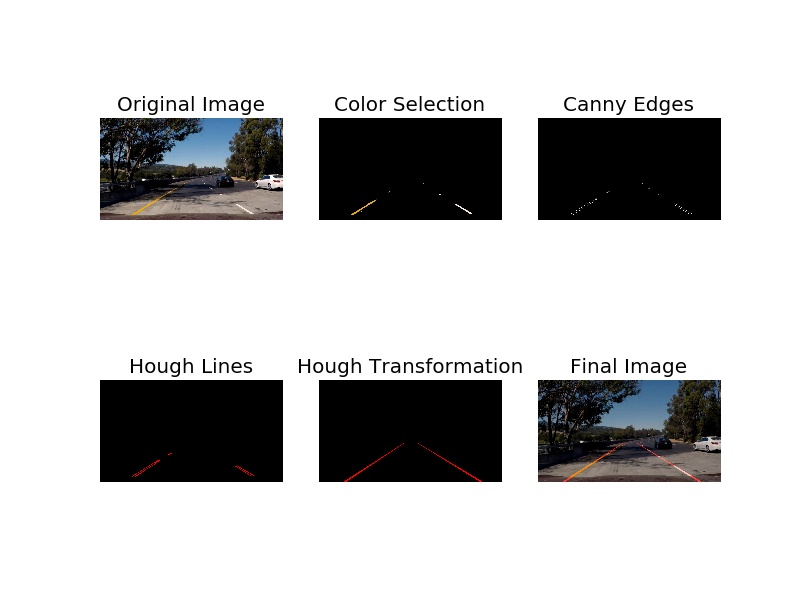 Original Image
Color Selection
Canny Edges
Hough Lines
Hough Transformation
Final Image